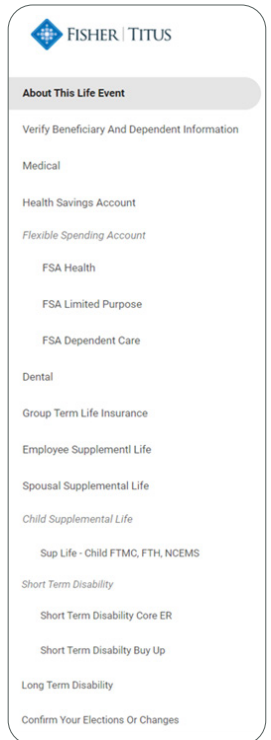 FISHER | TITUS
About This Life Event
Verify Beneficiary And Dependent Information
Medical
Health Savings Account
Flexible Spending Account
FSA Health
FSA Limited Purpose
FSA Dependent Care
Dental
Group Term Life Insurance
Employee Supplementl Life
Spousal Supplemental Life
Child Supplemental Life
Sup Life - Child FTMC, FTH, NCEMS
Short Term Disability
Short Term Disability Core ER
Short Term Disabilty Buy Up
Long Term Disability
Confirm Your Elections Or Changes